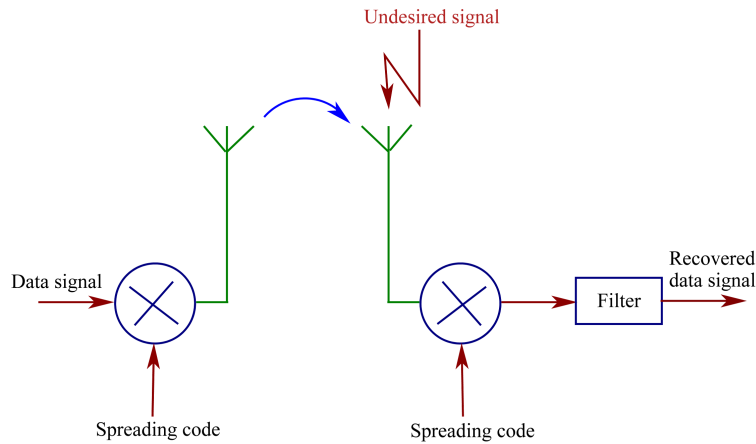 Undesired signal
Data signal
Spreading code
Spreading code
Filter
Recovered
data signal